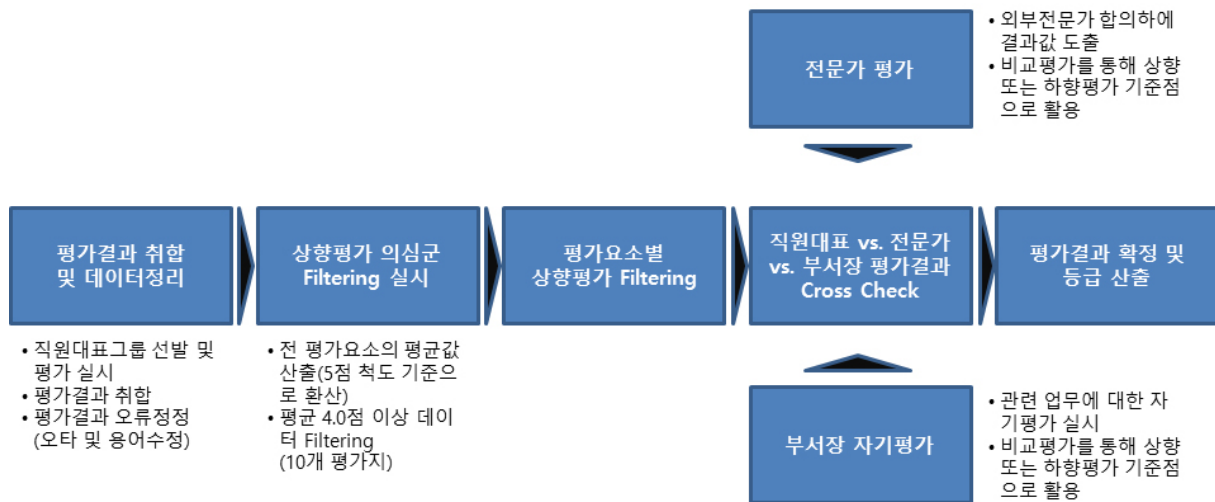 전문가 평가
• 외부전문가 합의하에
결과값 도출
• 비교평가를 통해 상향
또는 하향평가 기준점
으로 활용
평가결과 취합
및 데이터정리
상향평가 의심군
Filtering 실시
평가요소별
상향평가 Filtering
직원대표 vs. 전문가
vs. 부서장 평가결과
Cross Check
평가결과 확정 및
등급 산출
• 직원대표그룹 선발 및
평가 실시
• 평가결과 취합
• 평가결과 오류정정
(오타 및 용어수정)
• 전 평가요소의 평균값
산출(5점 척도 기준으
로 환산)
• 평균 4.0점 이상 데이
터 Filtering
(10개 평가지)
부서장 자기평가
• 관련 업무에 대한 자
기평가 실시
• 비교평가를 통해 상향
또는 하향평가 기준점
으로 활용